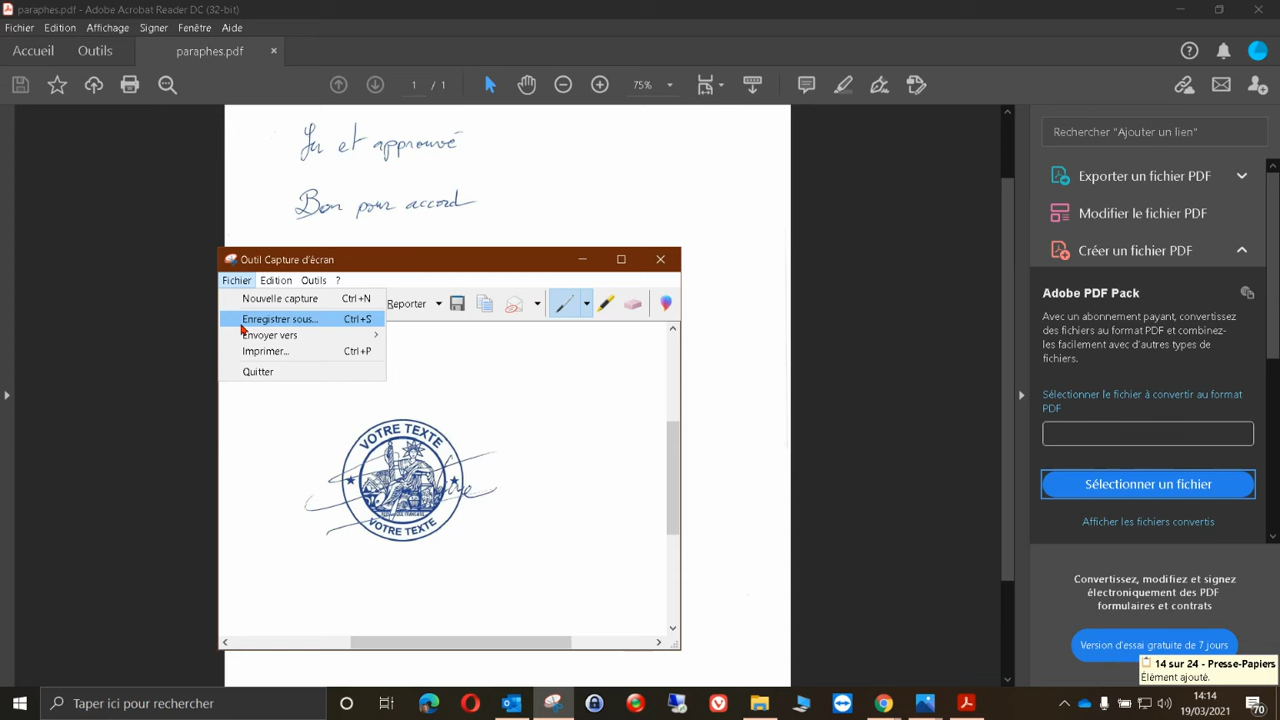 paraphes.pdf - Adobe Acrobat Reader DC (32-bit)
Fichier Edition Affichage Signer Fenêtre Aide
Accueil Outils paraphes.pdf ×
1 / 1 75%
Lu et approuvé
Bon pour accord
Outil Capture d'écran
Fichier Edition Outils ?
Nouvelle capture Ctrl+N
Enregistrer sous... Ctrl+S
Envoyer vers
Imprimer... Ctrl+P
Quitter
Reporter
VOTRE TEXTE
VOTRE TEXTE
Rechercher "Ajouter un lien"
Exporter un fichier PDF
Modifier le fichier PDF
Créer un fichier PDF
Adobe PDF Pack
Avec un abonnement payant, convertissez
des fichiers au format PDF et combinez-
les facilement avec d'autres types de
fichiers.
Sélectionner le fichier à convertir au format
PDF
Sélectionner un fichier
Afficher les fichiers convertis
Convertissez, modifiez et signez
électroniquement des PDF
formulaires et contrats
Version d'essai gratuite de 7 jours
14 sur 24 - Presse-Papiers
Élément ajouté.
Taper ici pour rechercher
14:14
19/03/2021
70